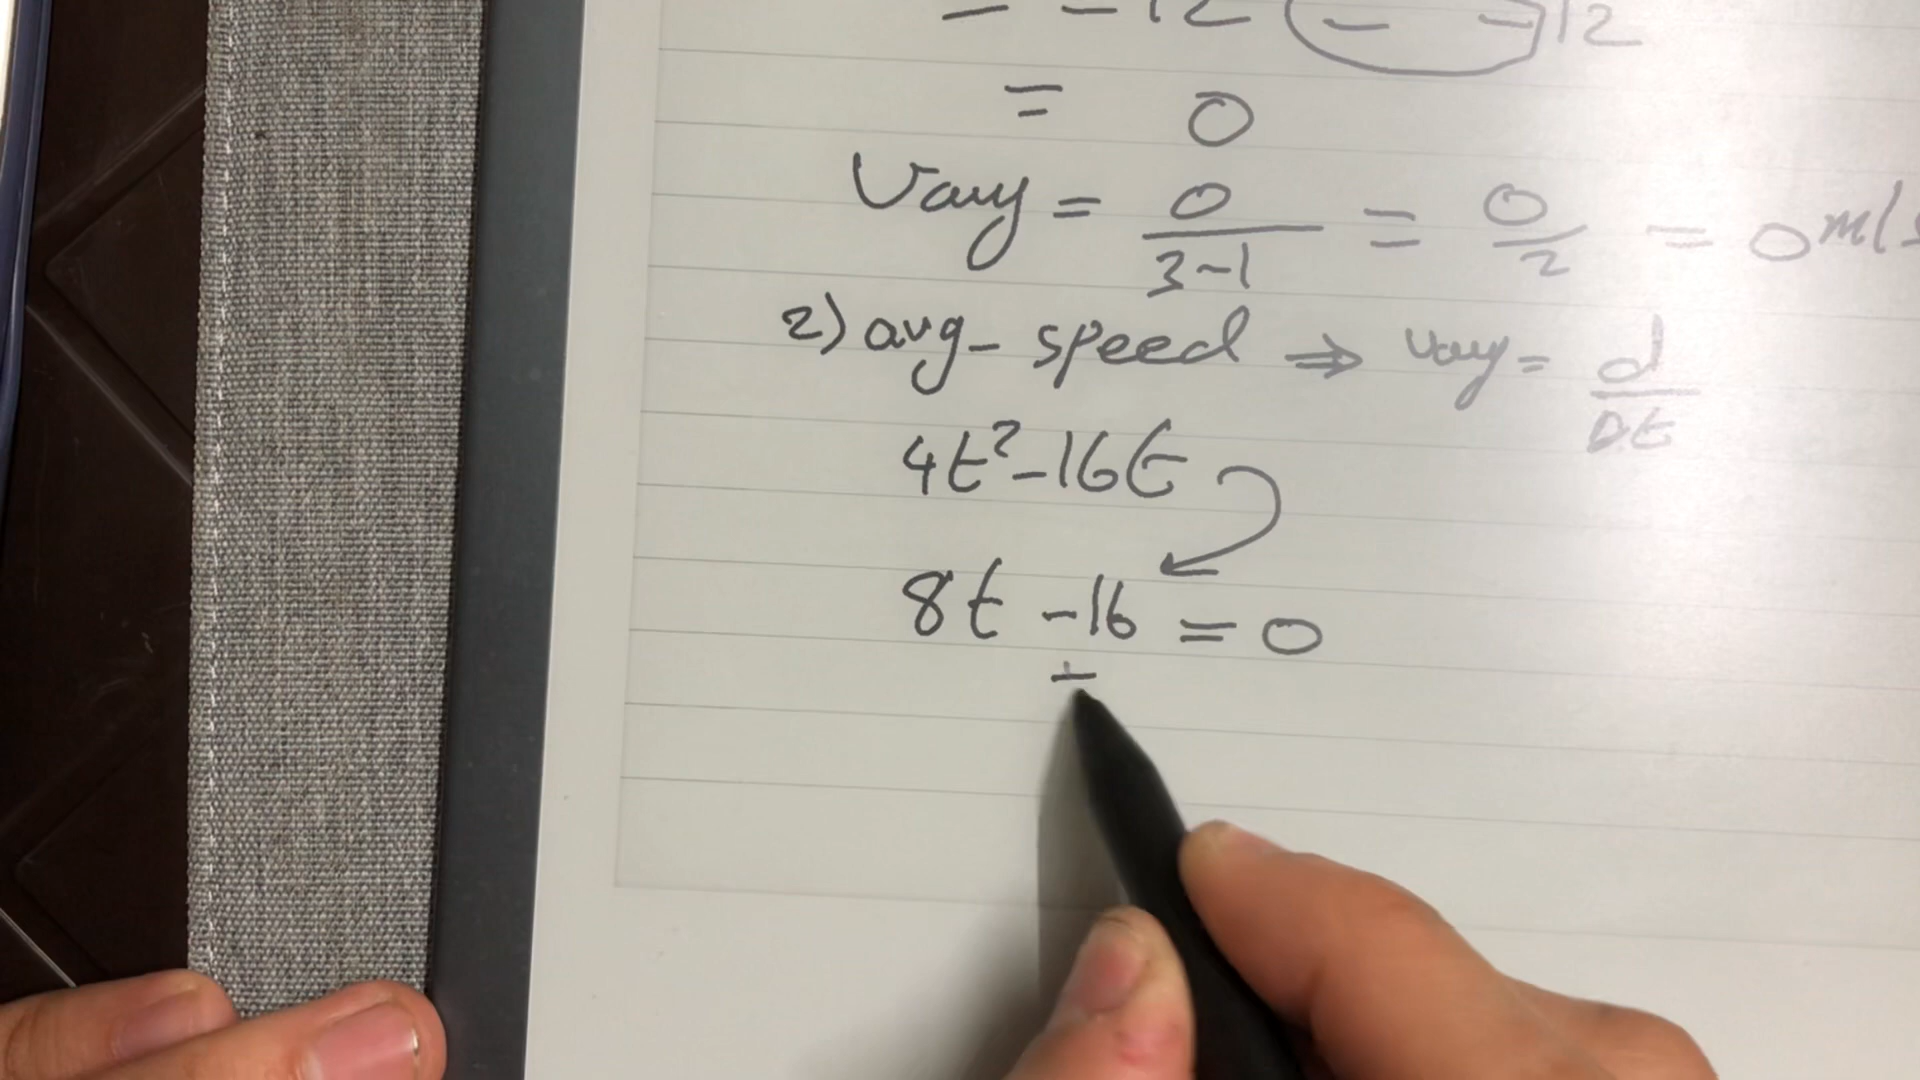 = -12 (- -)12
= 0
Vavg = 0/3-1 = 0/2 = 0 m/s
2) avg- speed ⇒ vavg = d/Δt
4t²-16t
8t -16 = 0
+